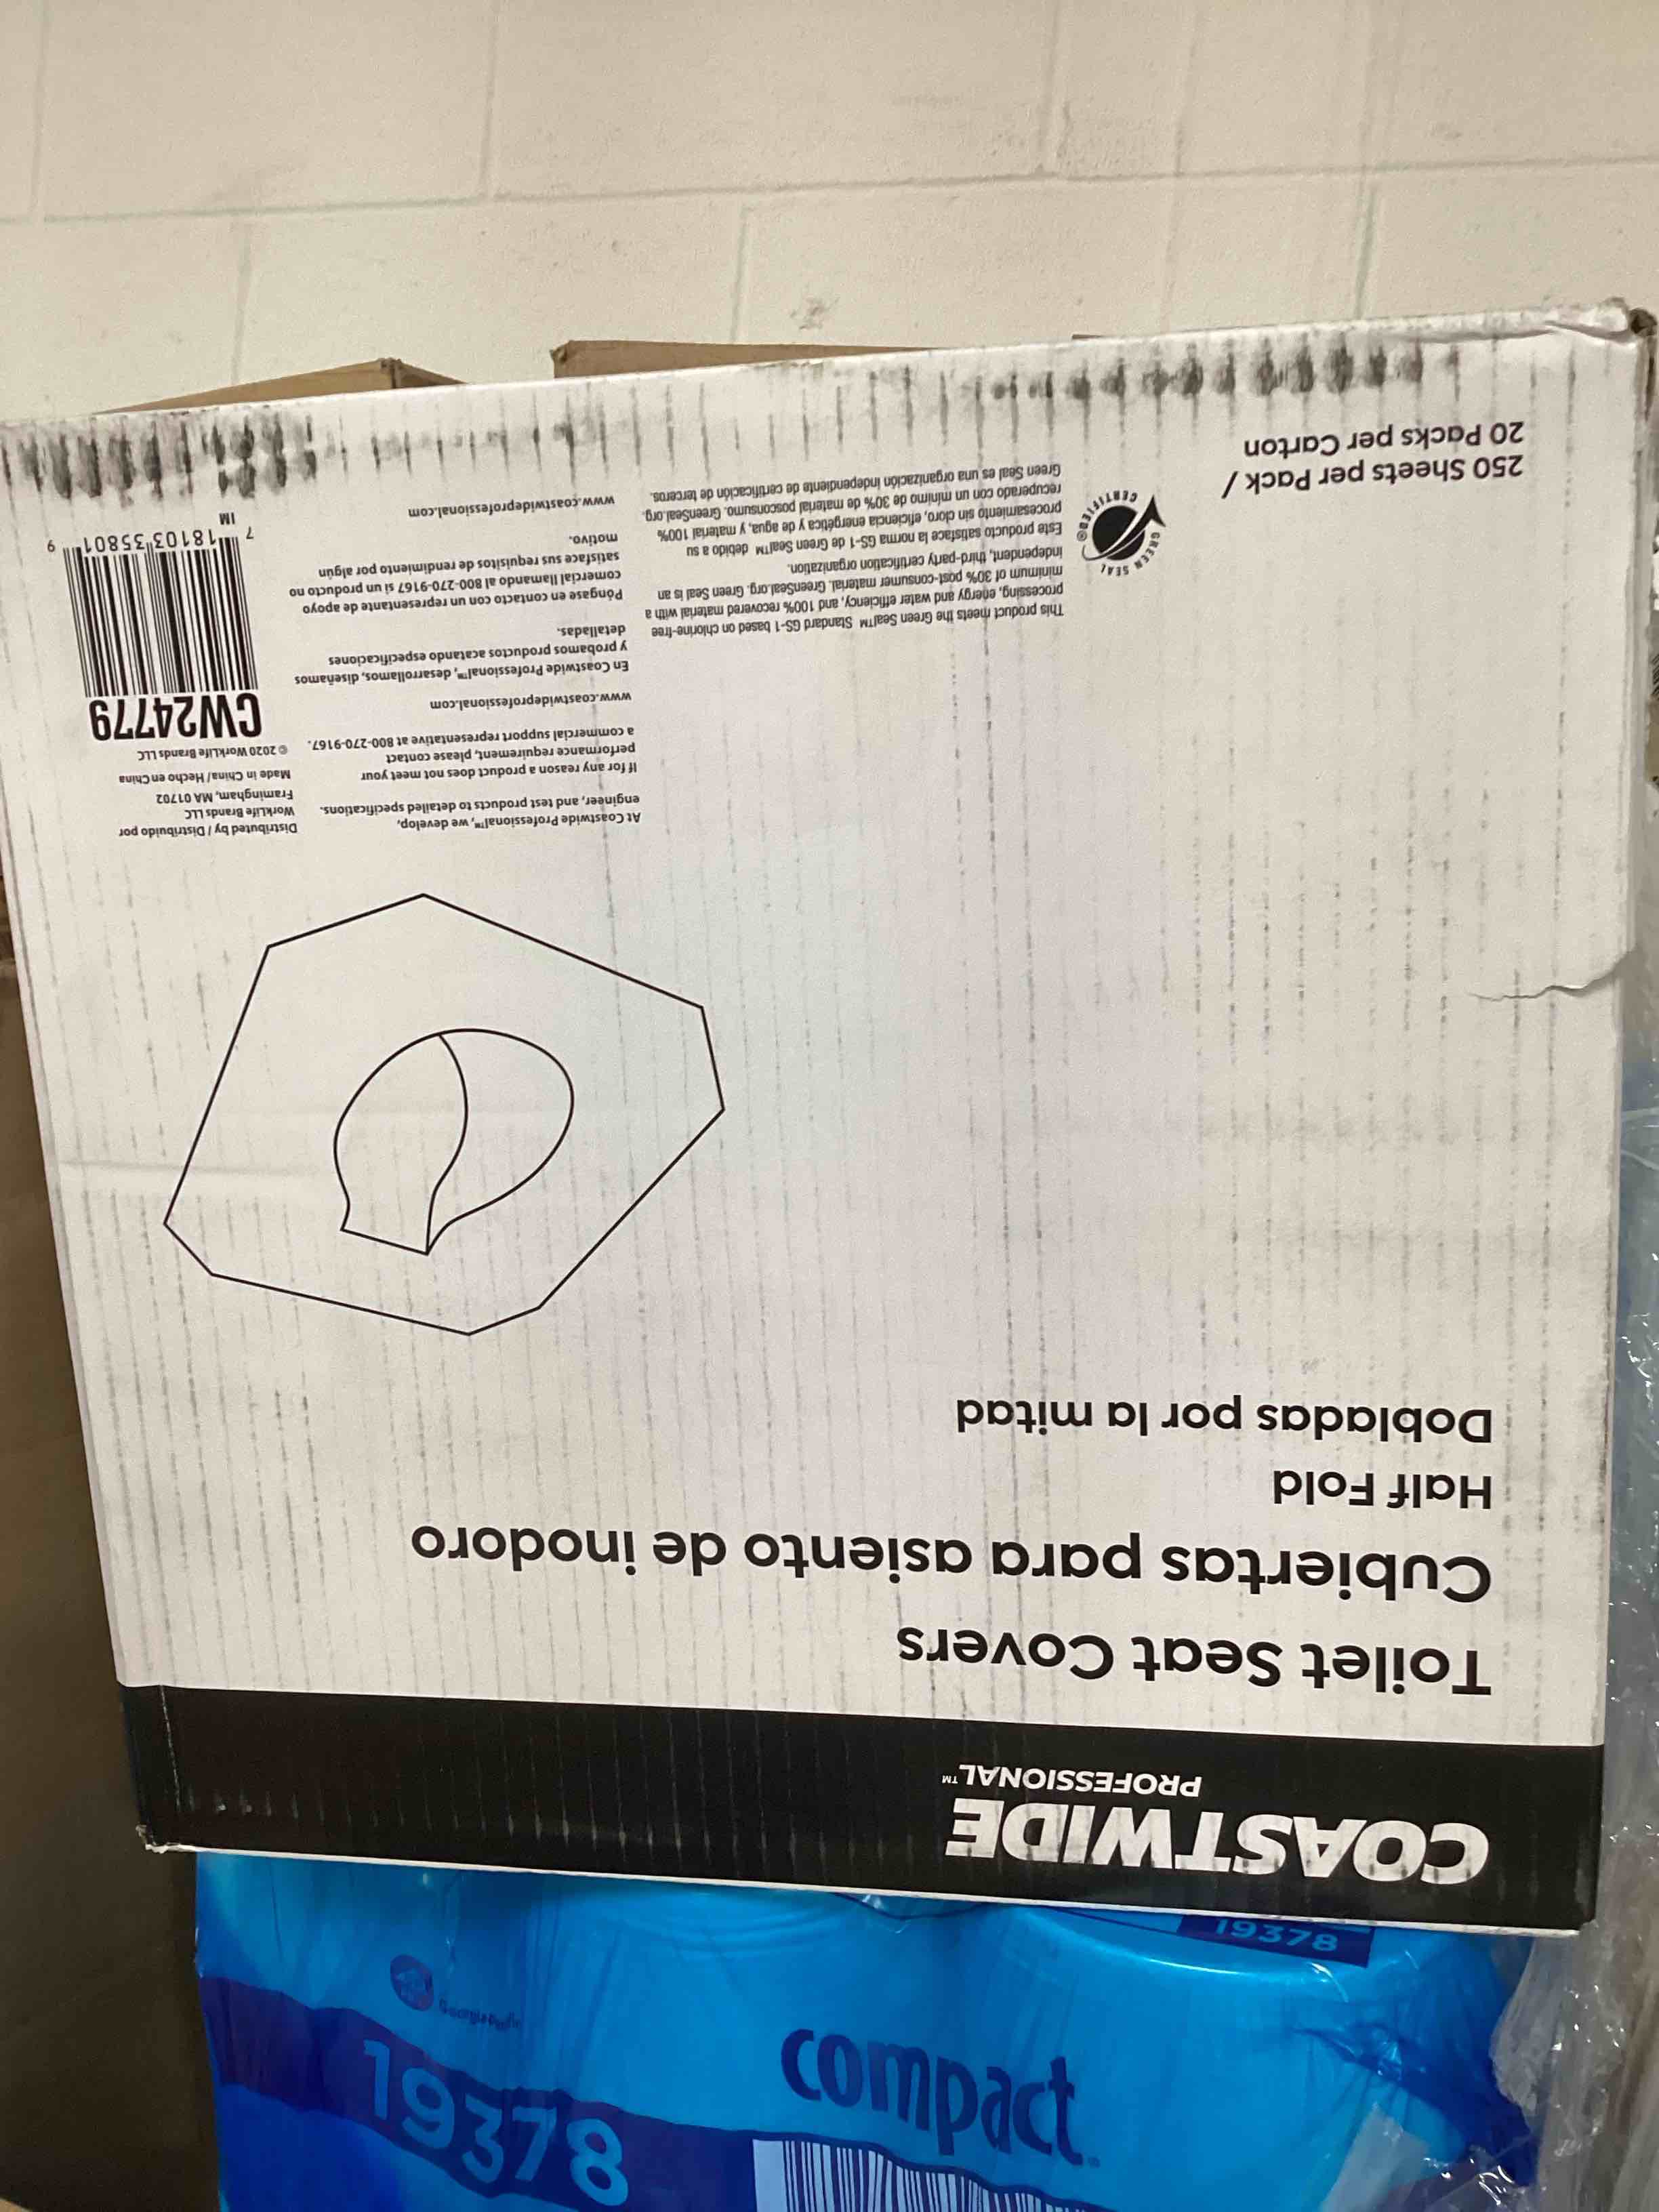 COASTWIDE
PROFESSIONAL™
Toilet Seat Covers
Cubiertas para asiento de inodoro
Half Fold
Dobladas por la mitad
250 Sheets per Pack /
20 Packs per Carton
GREEN SEAL
CERTIFIED®
This product meets the Green Seal™ Standard GS-1 based on chlorine-free
processing, energy and water efficiency, and 100% recovered material with a
minimum of 30% post-consumer material. GreenSeal.org. Green Seal is an
independent, third-party certification organization.
Este producto satisface la norma GS-1 de Green Seal™ debido a su
procesamiento sin cloro, eficiencia energética y de agua, y material 100%
recuperado con un mínimo de 30% de material posconsumo. GreenSeal.org.
Green Seal es una organización independiente de certificación de terceros.
At Coastwide Professional™, we develop,
engineer, and test products to detailed specifications.
If for any reason a product does not meet your
performance requirement, please contact
a commercial support representative at 800-270-9167.
www.coastwideprofessional.com
En Coastwide Professional™, desarrollamos, diseñamos
y probamos productos acatando especificaciones
detalladas.
Póngase en contacto con un representante de apoyo
comercial llamando al 800-270-9167 si un producto no
satisface sus requisitos de rendimiento por algún
motivo.
www.coastwideprofessional.com
Distributed by / Distribuido por
WorkLife Brands LLC
Framingham, MA 01702
Made in China/ Hecho en China
© 2020 WorkLife Brands LLC
CW24779
7 18103 35801 9
IM
19378
Georgia-Pacific
19378
compact